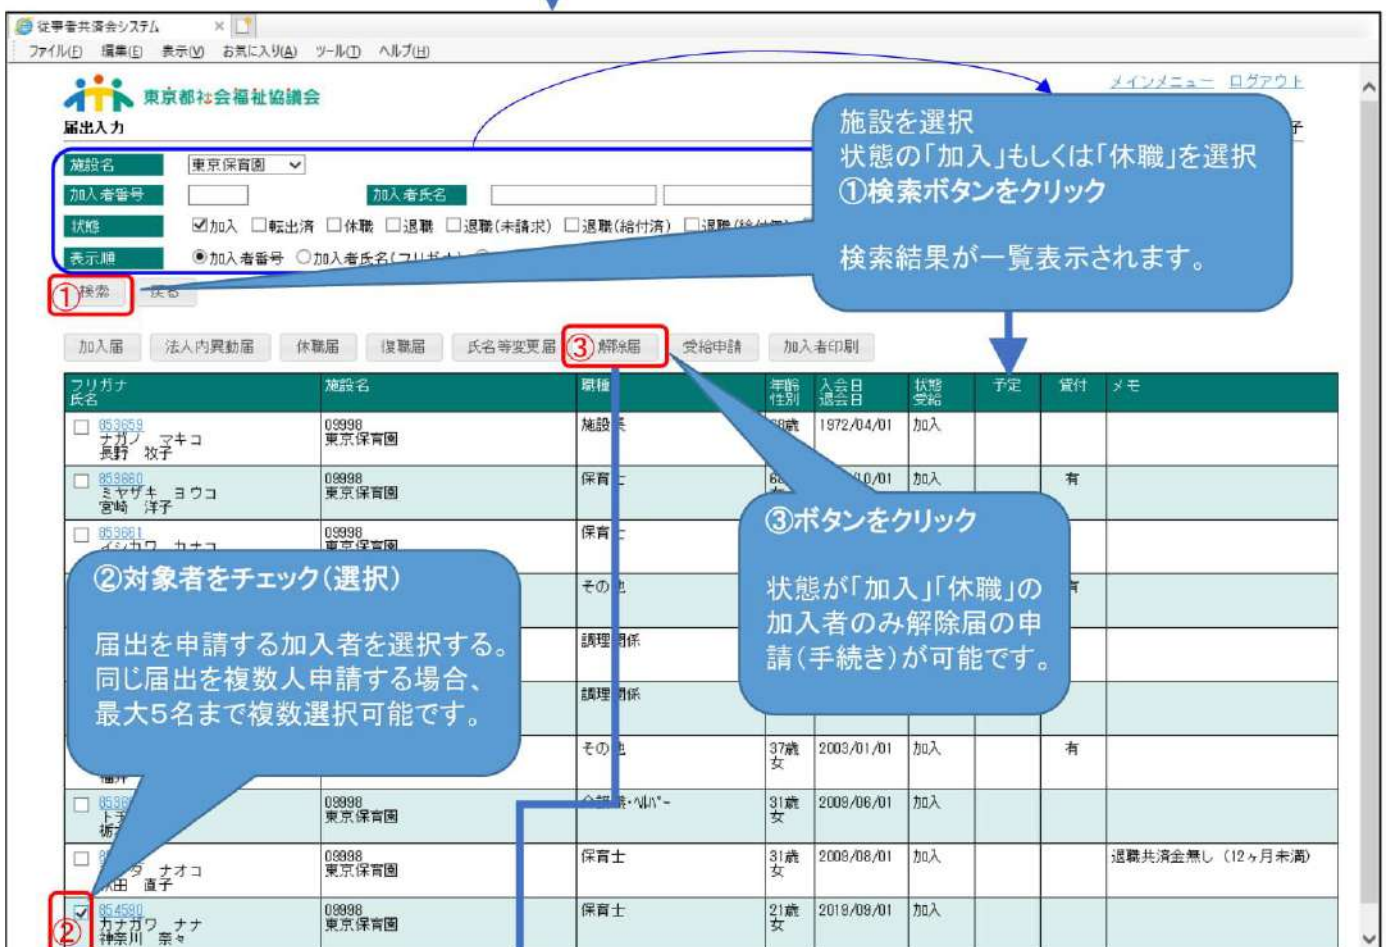 従事者共済会システム
ファイル(F) 編集(E) 表示(V) お気に入り(A) ツール(T) ヘルプ(H)
メインメニュー ログアウト
東京都社会福祉協議会
届出入力
子
施設名 東京保育園
加入者番号 加入者氏名
状態 加入 転出済 休職 退職 退職(未請求) 退職(給付済)
表示順 加入者番号 加入者氏名(フリガナ)
施設を選択
状態の「加入」もしくは「休職」を選択
①検索ボタンをクリック
検索結果が一覧表示されます。
① 検索 戻る
加入届 法人内異動届 休職届 復職届 氏名等変更届 ③ 解除届 受給申請 加入者印刷
フリガナ 施設名 職種 年齢 入会日 状態 予定 貸付 メモ
氏名 性別 退会日 受給
853659 09998 施設長 1972/04/01 加入
ナガノ マキコ 東京保育園
長野 牧子
853660 09998 保育士 加入 有
ミヤザキ ヨウコ 東京保育園
宮崎 洋子
853661 09998 保育士
イシカワ カナコ 東京保育園
②対象者をチェック(選択)
届出を申請する加入者を選択する。
同じ届出を複数人申請する場合、
最大5名まで複数選択可能です。
③ボタンをクリック
状態が「加入」「休職」の
加入者のみ解除届の申
請(手続き)が可能です。
その他
調理関係
調理関係
その他 37歳 2003/01/01 加入 有
女
福井
09998 31歳 2009/06/01 加入
東京保育園 女
09998 保育士 31歳 2009/08/01 加入 退職共済金無し (12ヶ月未満)
ナオコ 東京保育園 女
田 直子
② 854590 09998 保育士 21歳 2019/09/01 加入
カナガワ ナナ 東京保育園 女
神奈川 奈々